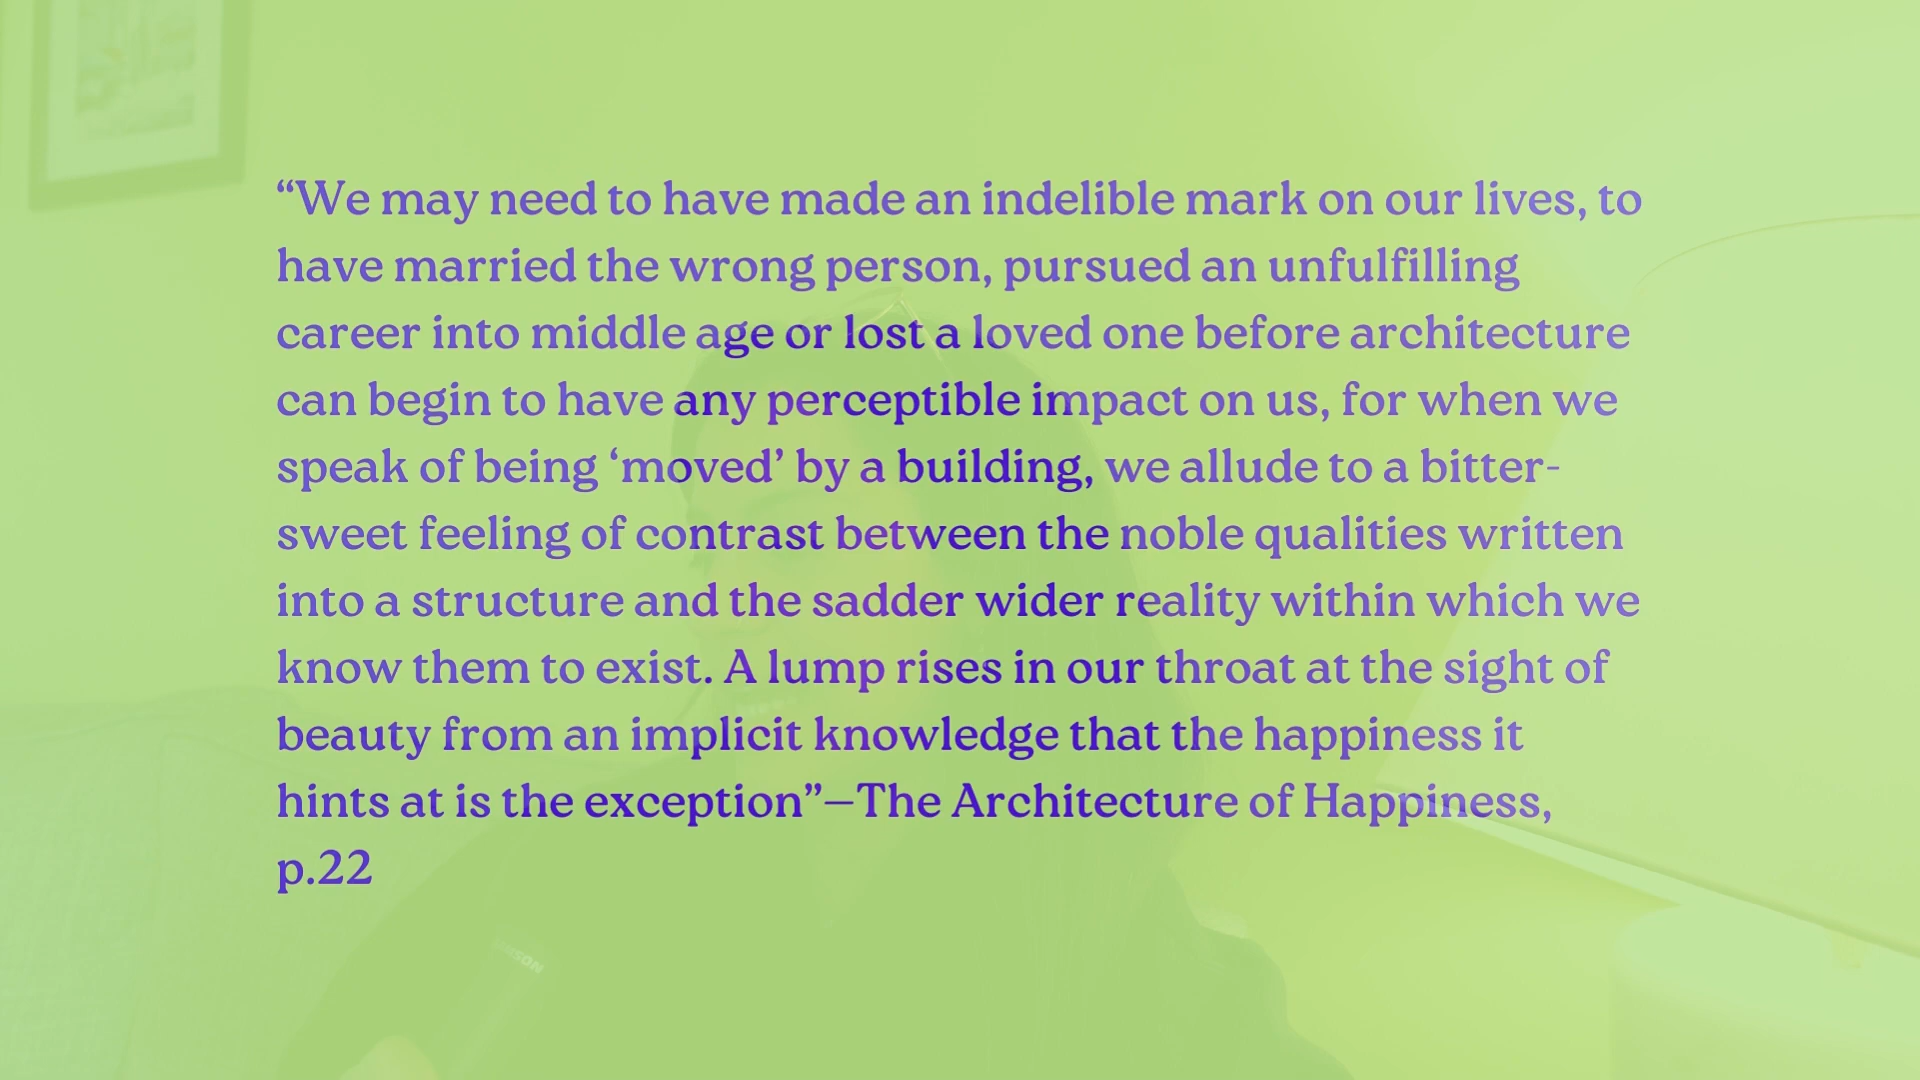 “We may need to have made an indelible mark on our lives, to
have married the wrong person, pursued an unfulfilling
career into middle age or lost a loved one before architecture
can begin to have any perceptible impact on us, for when we
speak of being ‘moved’ by a building, we allude to a bitter-
sweet feeling of contrast between the noble qualities written
into a structure and the sadder wider reality within which we
know them to exist. A lump rises in our throat at the sight of
beauty from an implicit knowledge that the happiness it
hints at is the exception”—The Architecture of Happiness,
p.22